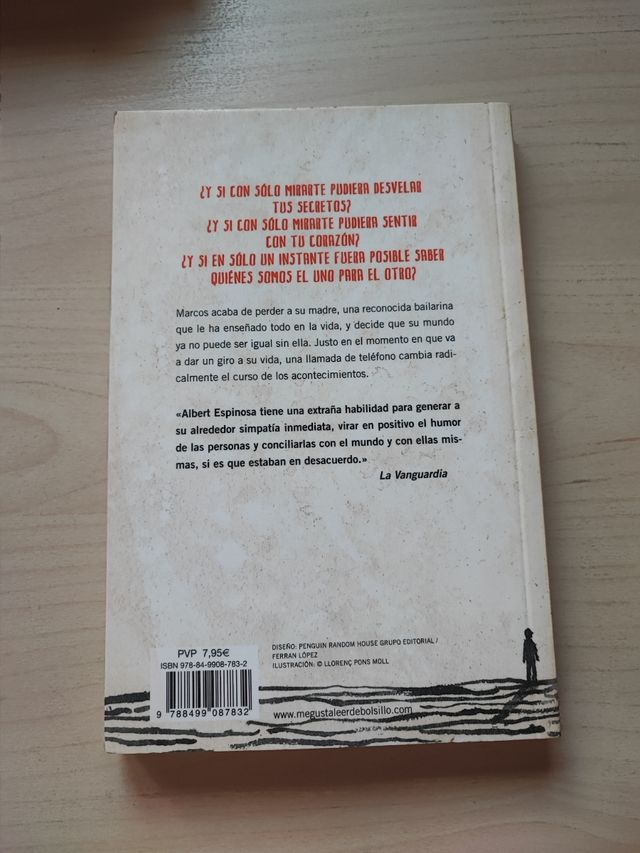 ¿Y SI CON SÓLO MIRARTE PUDIERA DESVELAR
TUS SECRETOS?
¿Y SI CON SÓLO MIRARTE PUDIERA SENTIR
CON TU CORAZÓN?
¿Y SI EN SÓLO UN INSTANTE FUERA POSIBLE SABER
QUIÉNES SOMOS EL UNO PARA EL OTRO?
Marcos acaba de perder a su madre, una reconocida bailarina
que le ha enseñado todo en la vida, y decide que su mundo
ya no puede ser igual sin ella. Justo en el momento en que va
a dar un giro a su vida, una llamada de teléfono cambia radi-
calmente el curso de los acontecimientos.
«Albert Espinosa tiene una extraña habilidad para generar a
su alrededor simpatía inmediata, virar en positivo el humor
de las personas y conciliarlas con el mundo y con ellas mis-
mas, si es que estaban en desacuerdo.»
La Vanguardia
PVP 7,95€
ISBN 978-84-9908-783-2
9 788499 087832
DISEÑO: PENGUIN RANDOM HOUSE GRUPO EDITORIAL /
FERRAN LÓPEZ
ILUSTRACIÓN: © LLORENÇ PONS MOLL
www.megustaleerdebolsillo.com